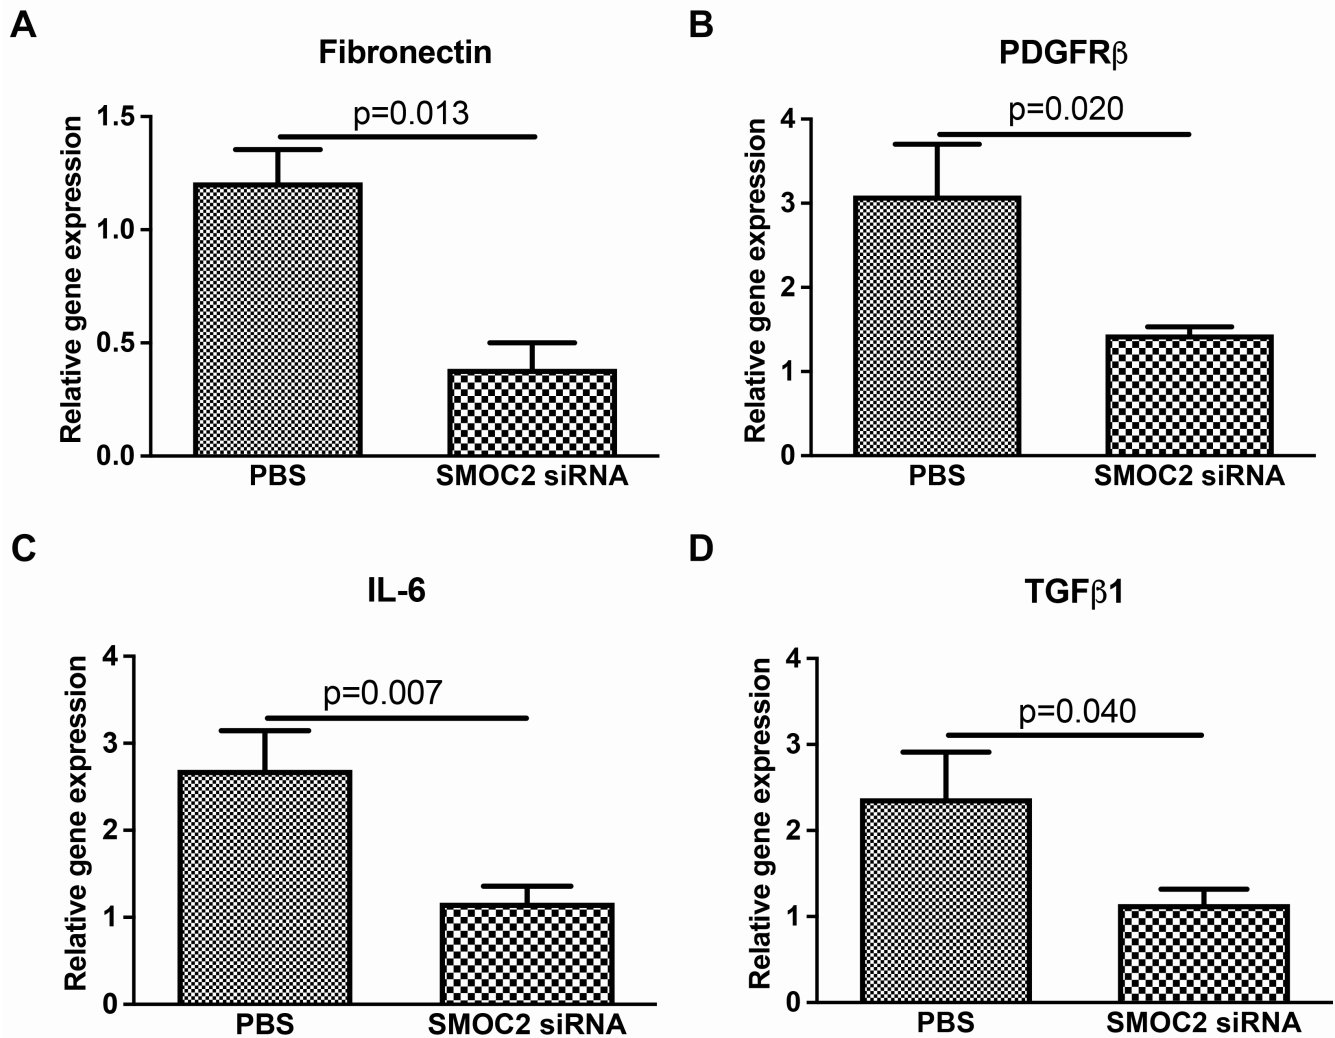 A
Fibronectin
Relative gene expression
1.5
1.0
0.5
0.0
p=0.013
PBS
SMOC2 siRNA
B
PDGFRβ
Relative gene expression
4
3
2
1
0
p=0.020
PBS
SMOC2 siRNA
C
IL-6
Relative gene expression
4
3
2
1
0
p=0.007
PBS
SMOC2 siRNA
D
TGFβ1
Relative gene expression
4
3
2
1
0
p=0.040
PBS
SMOC2 siRNA